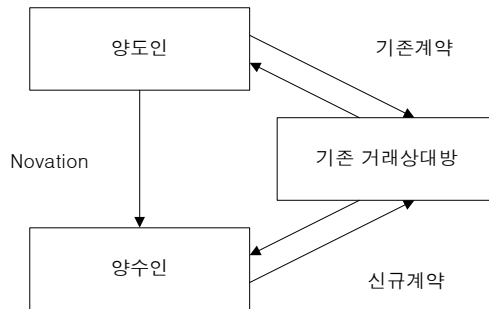 양도인
기존계약
기존 거래상대방
Novation
양수인
신규계약